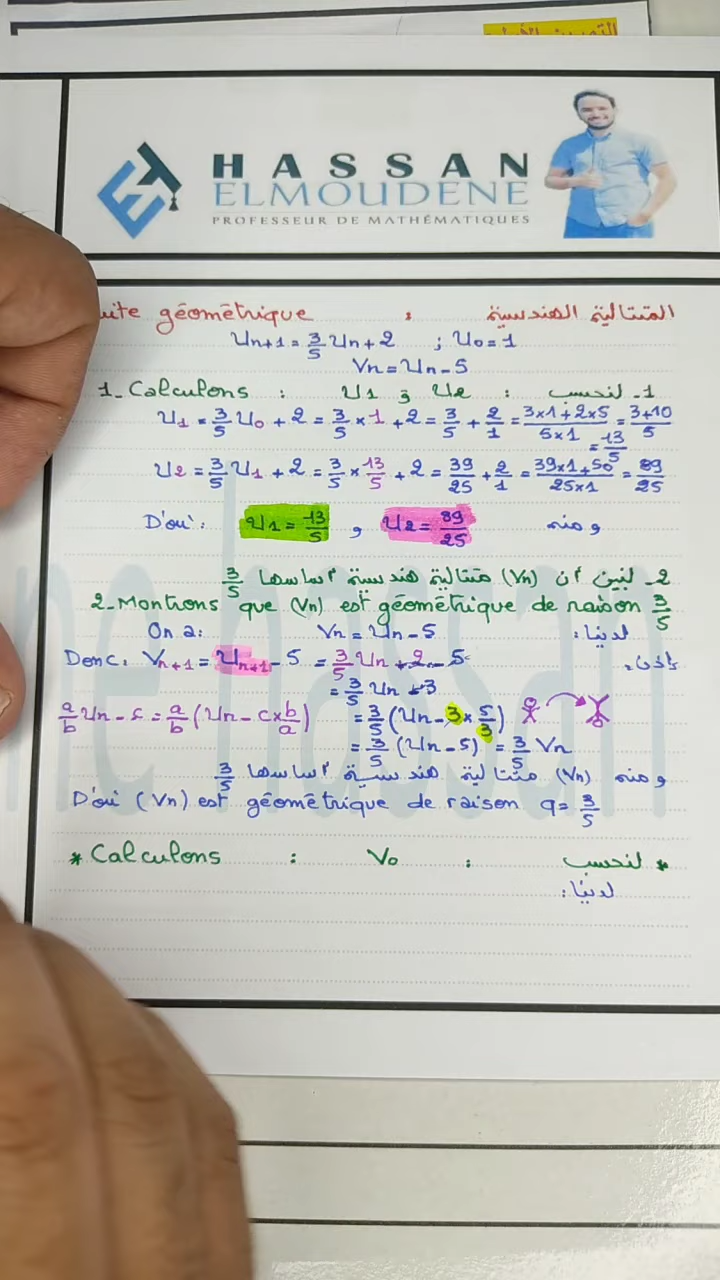 التمرين الأول
HASSAN
ELMOUDENE
PROFESSEUR DE MATHÉMATIQUES
uite géométrique : المتتالية الهندسية
Un+1 = 3/5 Un + 2 ; U0 = 1
Vn = Un - 5
1_ Calculons : U1 و U2 : 1_ لنحسب
U1 = 3/5 U0 + 2 = 3/5 × 1 + 2 = 3/5 + 2/1 = (3×1+2×5)/(5×1) = (3+10)/5
= 13/5
U2 = 3/5 U1 + 2 = 3/5 × 13/5 + 2 = 39/25 + 2/1 = (39×1+50)/(25×1) = 89/25
D'où : U1 = 13/5 و U2 = 89/25 ومنه
2_ لنبين أن (Vn) متتالية هندسية أساسها 3/5
2_ Montrons que (Vn) est géométrique de raison 3/5
On a : Vn = Un - 5 لدينا :
Donc : Vn+1 = Un+1 - 5 = 3/5 Un + 2 - 5 إذن :
= 3/5 Un - 3
a/b Un - c = a/b (Un - c × b/a) = 3/5 (Un - 3 × 5/3)
= 3/5 (Un - 5) = 3/5 Vn
ومنه (Vn) متتالية هندسية أساسها 3/5
D'où (Vn) est géométrique de raison q = 3/5
* Calculons : V0 : لنحسب *
لدينا :